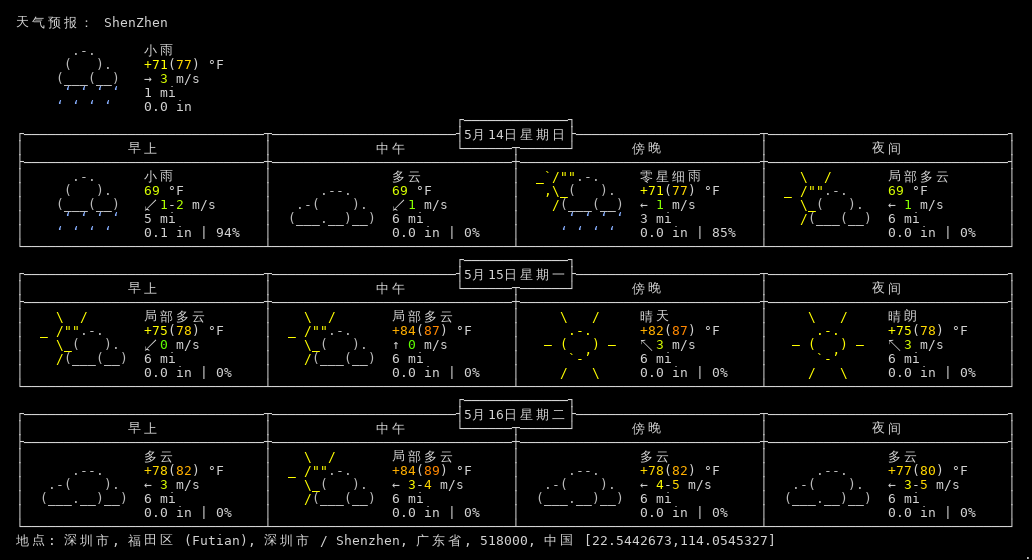 天气预报： ShenZhen
小雨
+71(77) °F
→ 3 m/s
1 mi
0.0 in
5月14日星期日
早上 中午 傍晚 夜间
小雨 多云 零星细雨 局部多云
69 °F 69 °F +71(77) °F 69 °F
↙ 1-2 m/s ↙ 1 m/s ← 1 m/s ← 1 m/s
5 mi 6 mi 3 mi 6 mi
0.1 in | 94% 0.0 in | 0% 0.0 in | 85% 0.0 in | 0%
5月15日星期一
早上 中午 傍晚 夜间
局部多云 局部多云 晴天 晴朗
+75(78) °F +84(87) °F +82(87) °F +75(78) °F
↙ 0 m/s ↑ 0 m/s ↖ 3 m/s ↖ 3 m/s
6 mi 6 mi 6 mi 6 mi
0.0 in | 0% 0.0 in | 0% 0.0 in | 0% 0.0 in | 0%
5月16日星期二
早上 中午 傍晚 夜间
多云 局部多云 多云 多云
+78(82) °F +84(89) °F +78(82) °F +77(80) °F
← 3 m/s ← 3-4 m/s ← 4-5 m/s ← 3-5 m/s
6 mi 6 mi 6 mi 6 mi
0.0 in | 0% 0.0 in | 0% 0.0 in | 0% 0.0 in | 0%
地点: 深圳市, 福田区 (Futian), 深圳市 / Shenzhen, 广东省, 518000, 中国 [22.5442673,114.0545327]